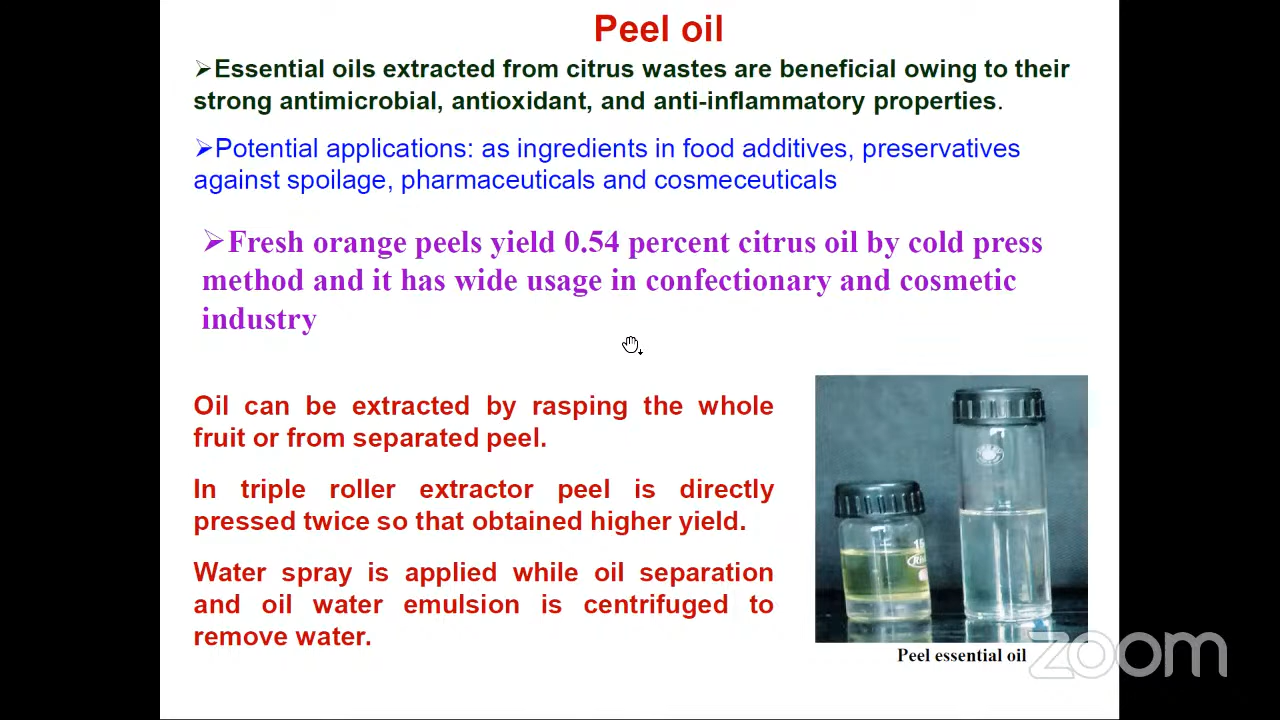 Peel oil
➢Essential oils extracted from citrus wastes are beneficial owing to their
strong antimicrobial, antioxidant, and anti-inflammatory properties.
➢Potential applications: as ingredients in food additives, preservatives
against spoilage, pharmaceuticals and cosmeceuticals
➢Fresh orange peels yield 0.54 percent citrus oil by cold press
method and it has wide usage in confectionary and cosmetic
industry
Oil can be extracted by rasping the whole
fruit or from separated peel.
In triple roller extractor peel is directly
pressed twice so that obtained higher yield.
Water spray is applied while oil separation
and oil water emulsion is centrifuged to
remove water.
Peel essential oil
zoom